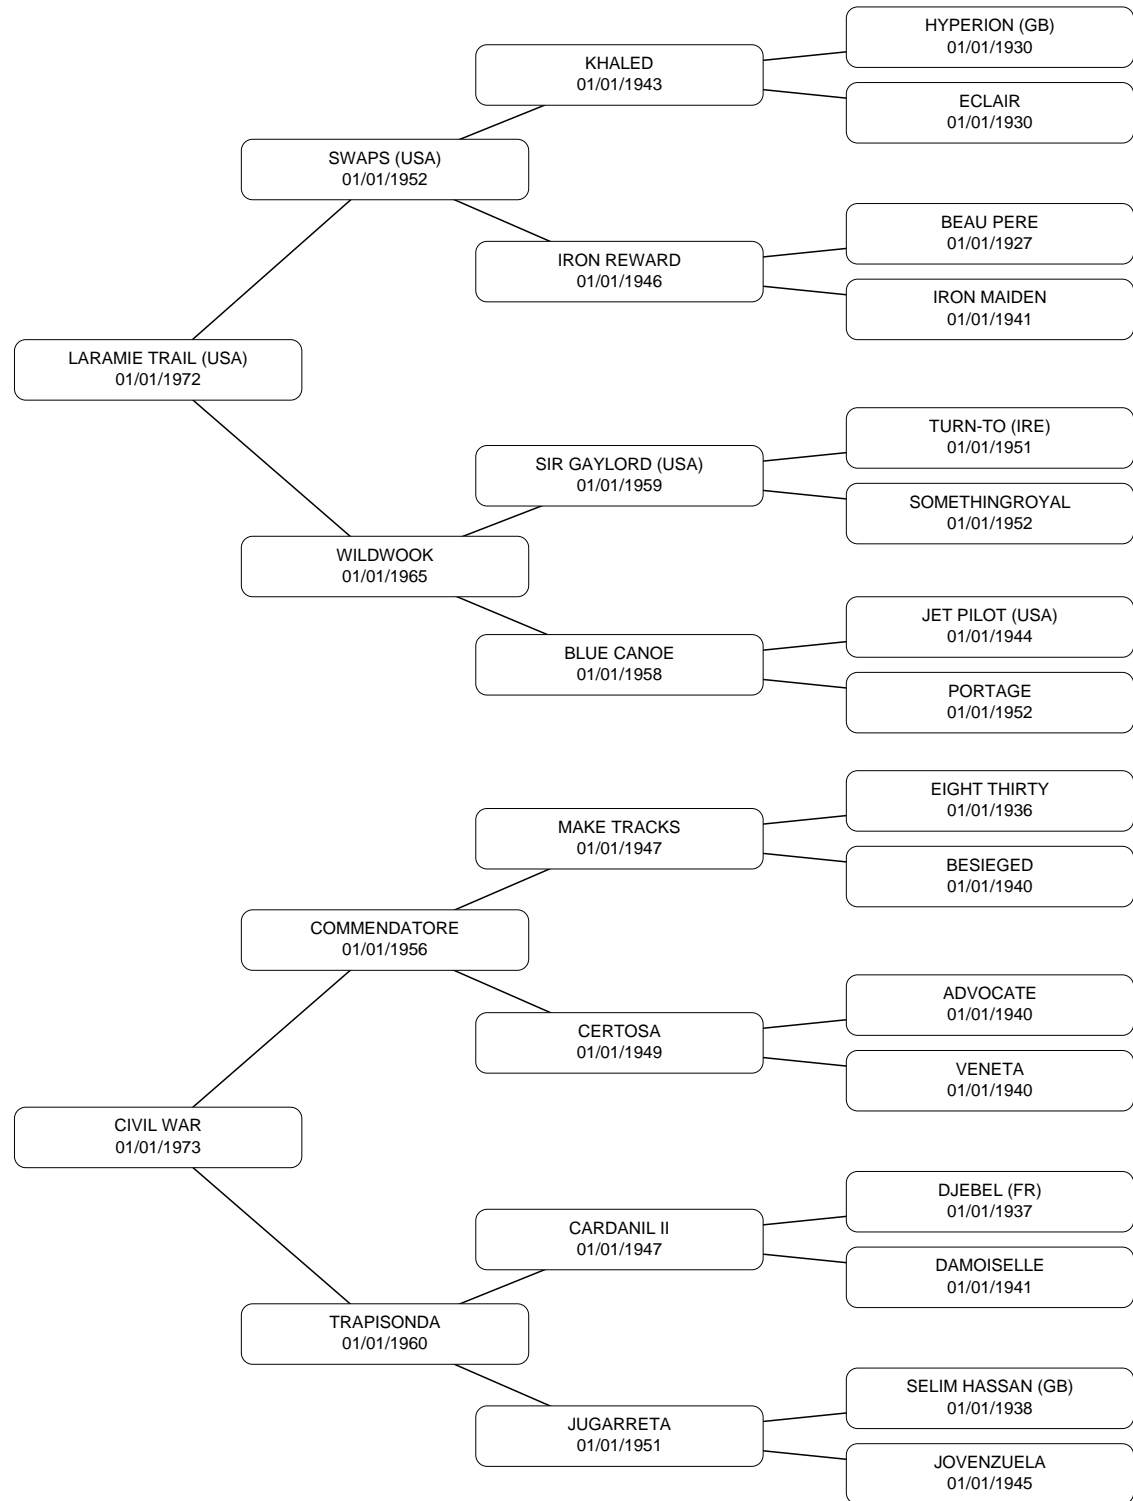 HYPERION (GB)
01/01/1930
KHALED
01/01/1943
ECLAIR
01/01/1930
SWAPS (USA)
01/01/1952
BEAU PERE
01/01/1927
IRON REWARD
01/01/1946
IRON MAIDEN
01/01/1941
LARAMIE TRAIL (USA)
01/01/1972
TURN-TO (IRE)
01/01/1951
SIR GAYLORD (USA)
01/01/1959
SOMETHINGROYAL
01/01/1952
WILDWOOK
01/01/1965
JET PILOT (USA)
01/01/1944
BLUE CANOE
01/01/1958
PORTAGE
01/01/1952
EIGHT THIRTY
01/01/1936
MAKE TRACKS
01/01/1947
BESIEGED
01/01/1940
COMMENDATORE
01/01/1956
ADVOCATE
01/01/1940
CERTOSA
01/01/1949
VENETA
01/01/1940
CIVIL WAR
01/01/1973
DJEBEL (FR)
01/01/1937
CARDANIL II
01/01/1947
DAMOISELLE
01/01/1941
TRAPISONDA
01/01/1960
SELIM HASSAN (GB)
01/01/1938
JUGARRETA
01/01/1951
JOVENZUELA
01/01/1945